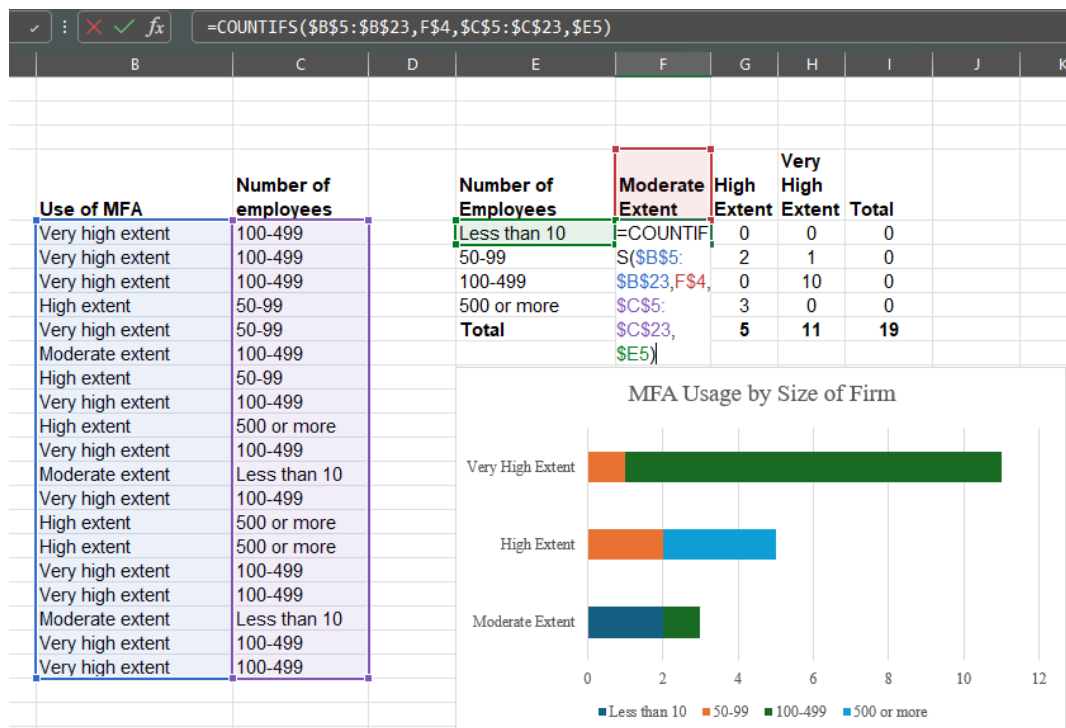 =COUNTIFS($B$5:$B$23,F$4,$C$5:$C$23,$E5)
B C D E F G H I J K
Use of MFA
Number of
employees
Very high extent 100-499
Very high extent 100-499
Very high extent 100-499
High extent 50-99
Very high extent 50-99
Moderate extent 100-499
High extent 50-99
Very high extent 100-499
High extent 500 or more
Very high extent 100-499
Moderate extent Less than 10
Very high extent 100-499
High extent 500 or more
High extent 500 or more
Very high extent 100-499
Very high extent 100-499
Moderate extent Less than 10
Very high extent 100-499
Very high extent 100-499
Number of
Employees
Moderate
Extent
High
Extent
Very
High
Extent
Total
Less than 10 =COUNTIF 0 0 0
50-99 S($B$5: 2 1 0
100-499 $B$23,F$4, 0 10 0
500 or more $C$5: 3 0 0
Total $C$23, 5 11 19
$E5)
MFA Usage by Size of Firm
Very High Extent
High Extent
Moderate Extent
0 2 4 6 8 10 12
Less than 10 50-99 100-499 500 or more